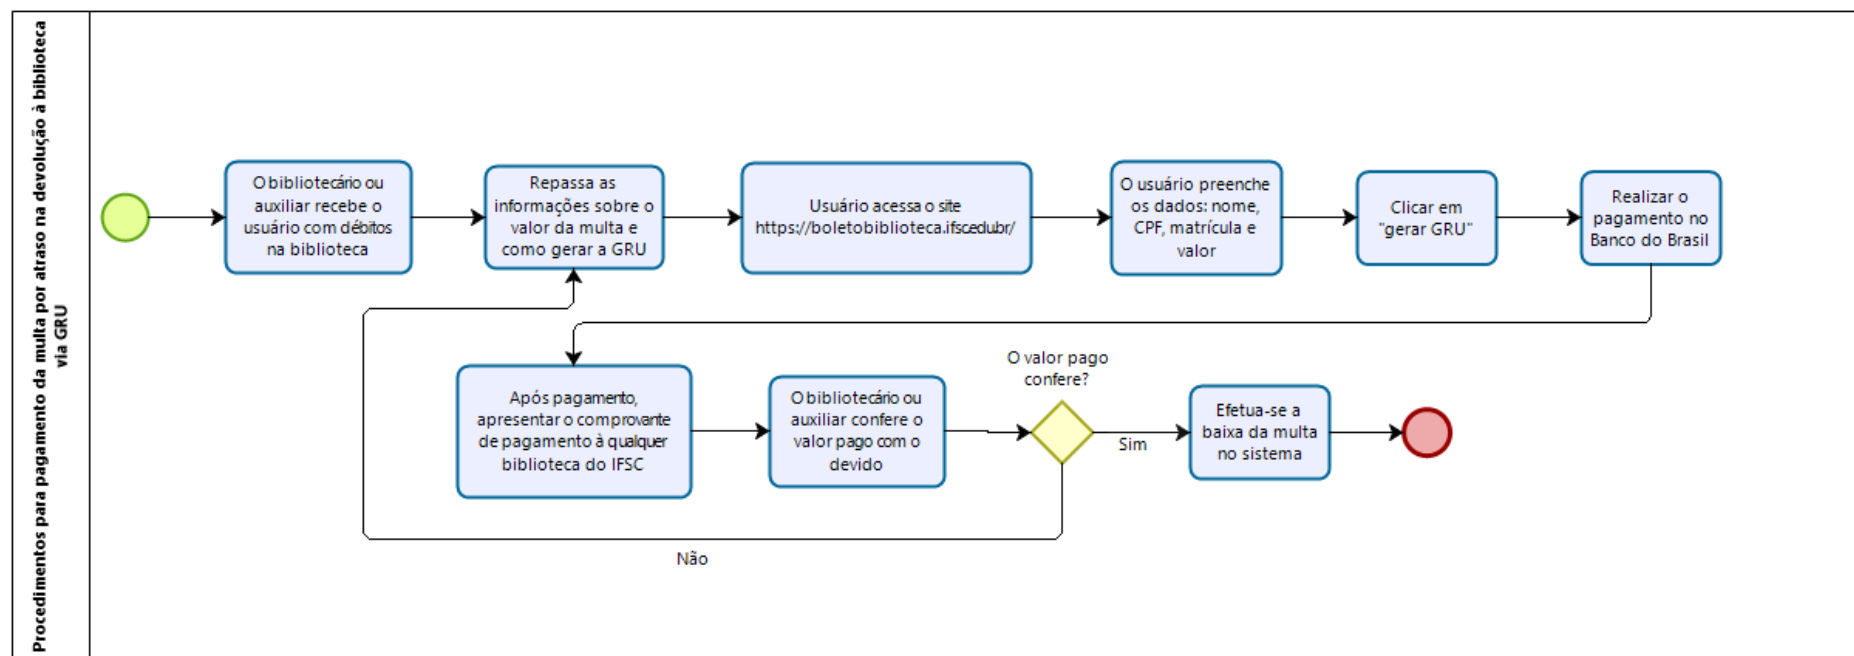 Procedimentos para pagamento da multa por atraso na devolução à biblioteca
via GRU
O bibliotecário ou
auxiliar recebe o
usuário com débitos
na biblioteca
Repassa as
informações sobre o
valor da multa e
como gerar a GRU
Usuário acessa o site
https://boletobiblioteca.ifsc.edu.br/
O usuário preenche
os dados: nome,
CPF, matrícula e
valor
Clicar em
"gerar GRU"
Realizar o
pagamento no
Banco do Brasil
Após pagamento,
apresentar o comprovante
de pagamento à qualquer
biblioteca do IFSC
O bibliotecário ou
auxiliar confere o
valor pago com o
devido
O valor pago
confere?
Sim
Efetua-se a
baixa da multa
no sistema
Não